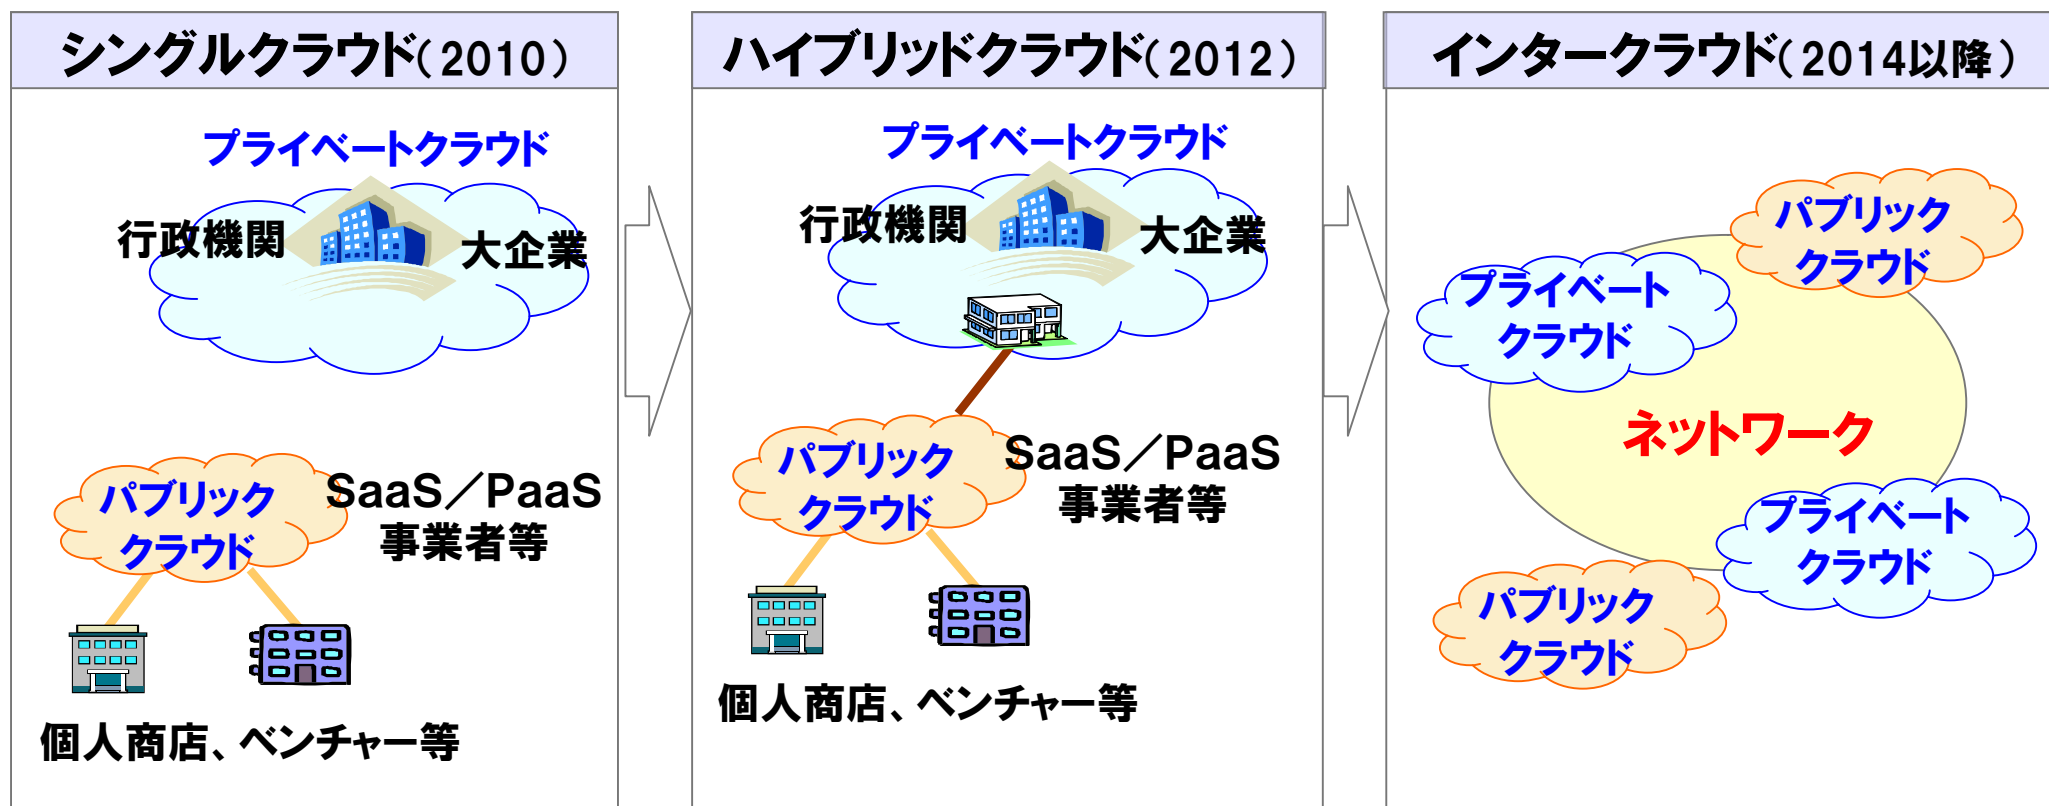 シングルクラウド（2010）
プライベートクラウド
行政機関
大企業
パブリック
クラウド
SaaS／PaaS
事業者等
個人商店、ベンチャー等
ハイブリッドクラウド（2012）
プライベートクラウド
行政機関
大企業
パブリック
クラウド
SaaS／PaaS
事業者等
個人商店、ベンチャー等
インタークラウド（2014以降）
パブリック
クラウド
プライベート
クラウド
ネットワーク
プライベート
クラウド
パブリック
クラウド